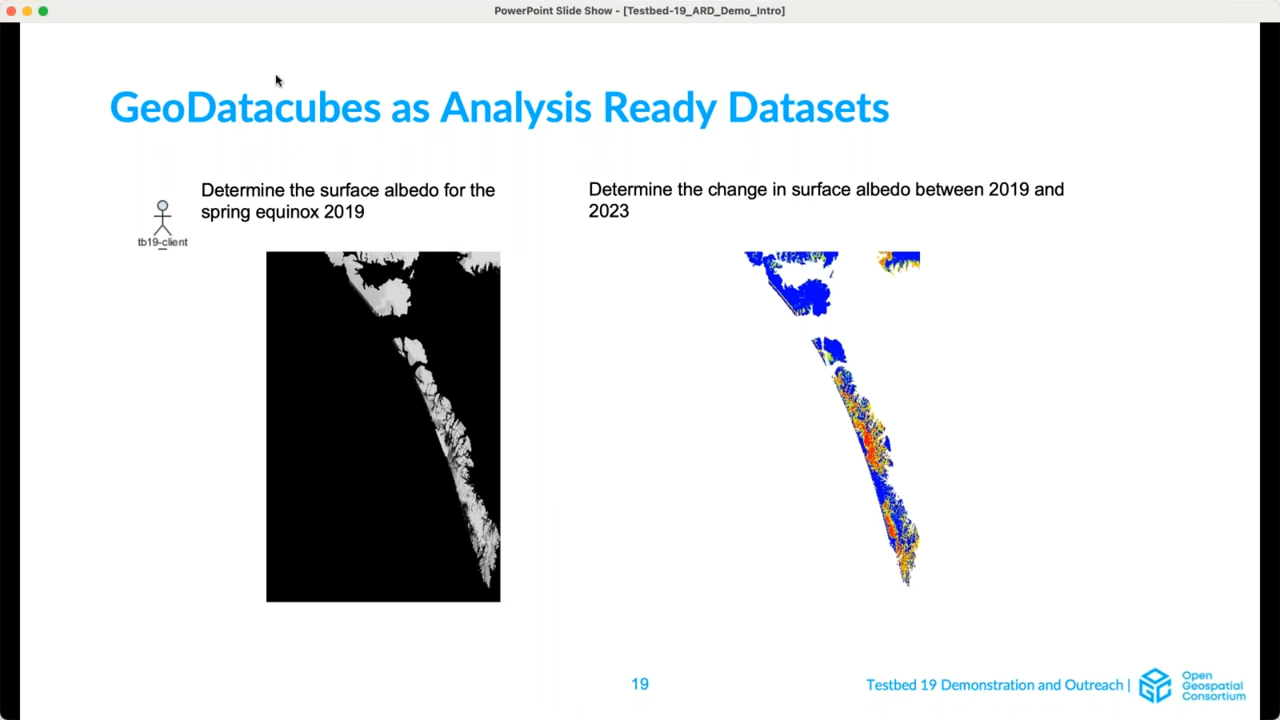 PowerPoint Slide Show - [Testbed-19_ARD_Demo_Intro]
GeoDatacubes as Analysis Ready Datasets
Determine the surface albedo for the
spring equinox 2019
tb19-client
Determine the change in surface albedo between 2019 and
2023
19
Testbed 19 Demonstration and Outreach |
Open
Geospatial
Consortium